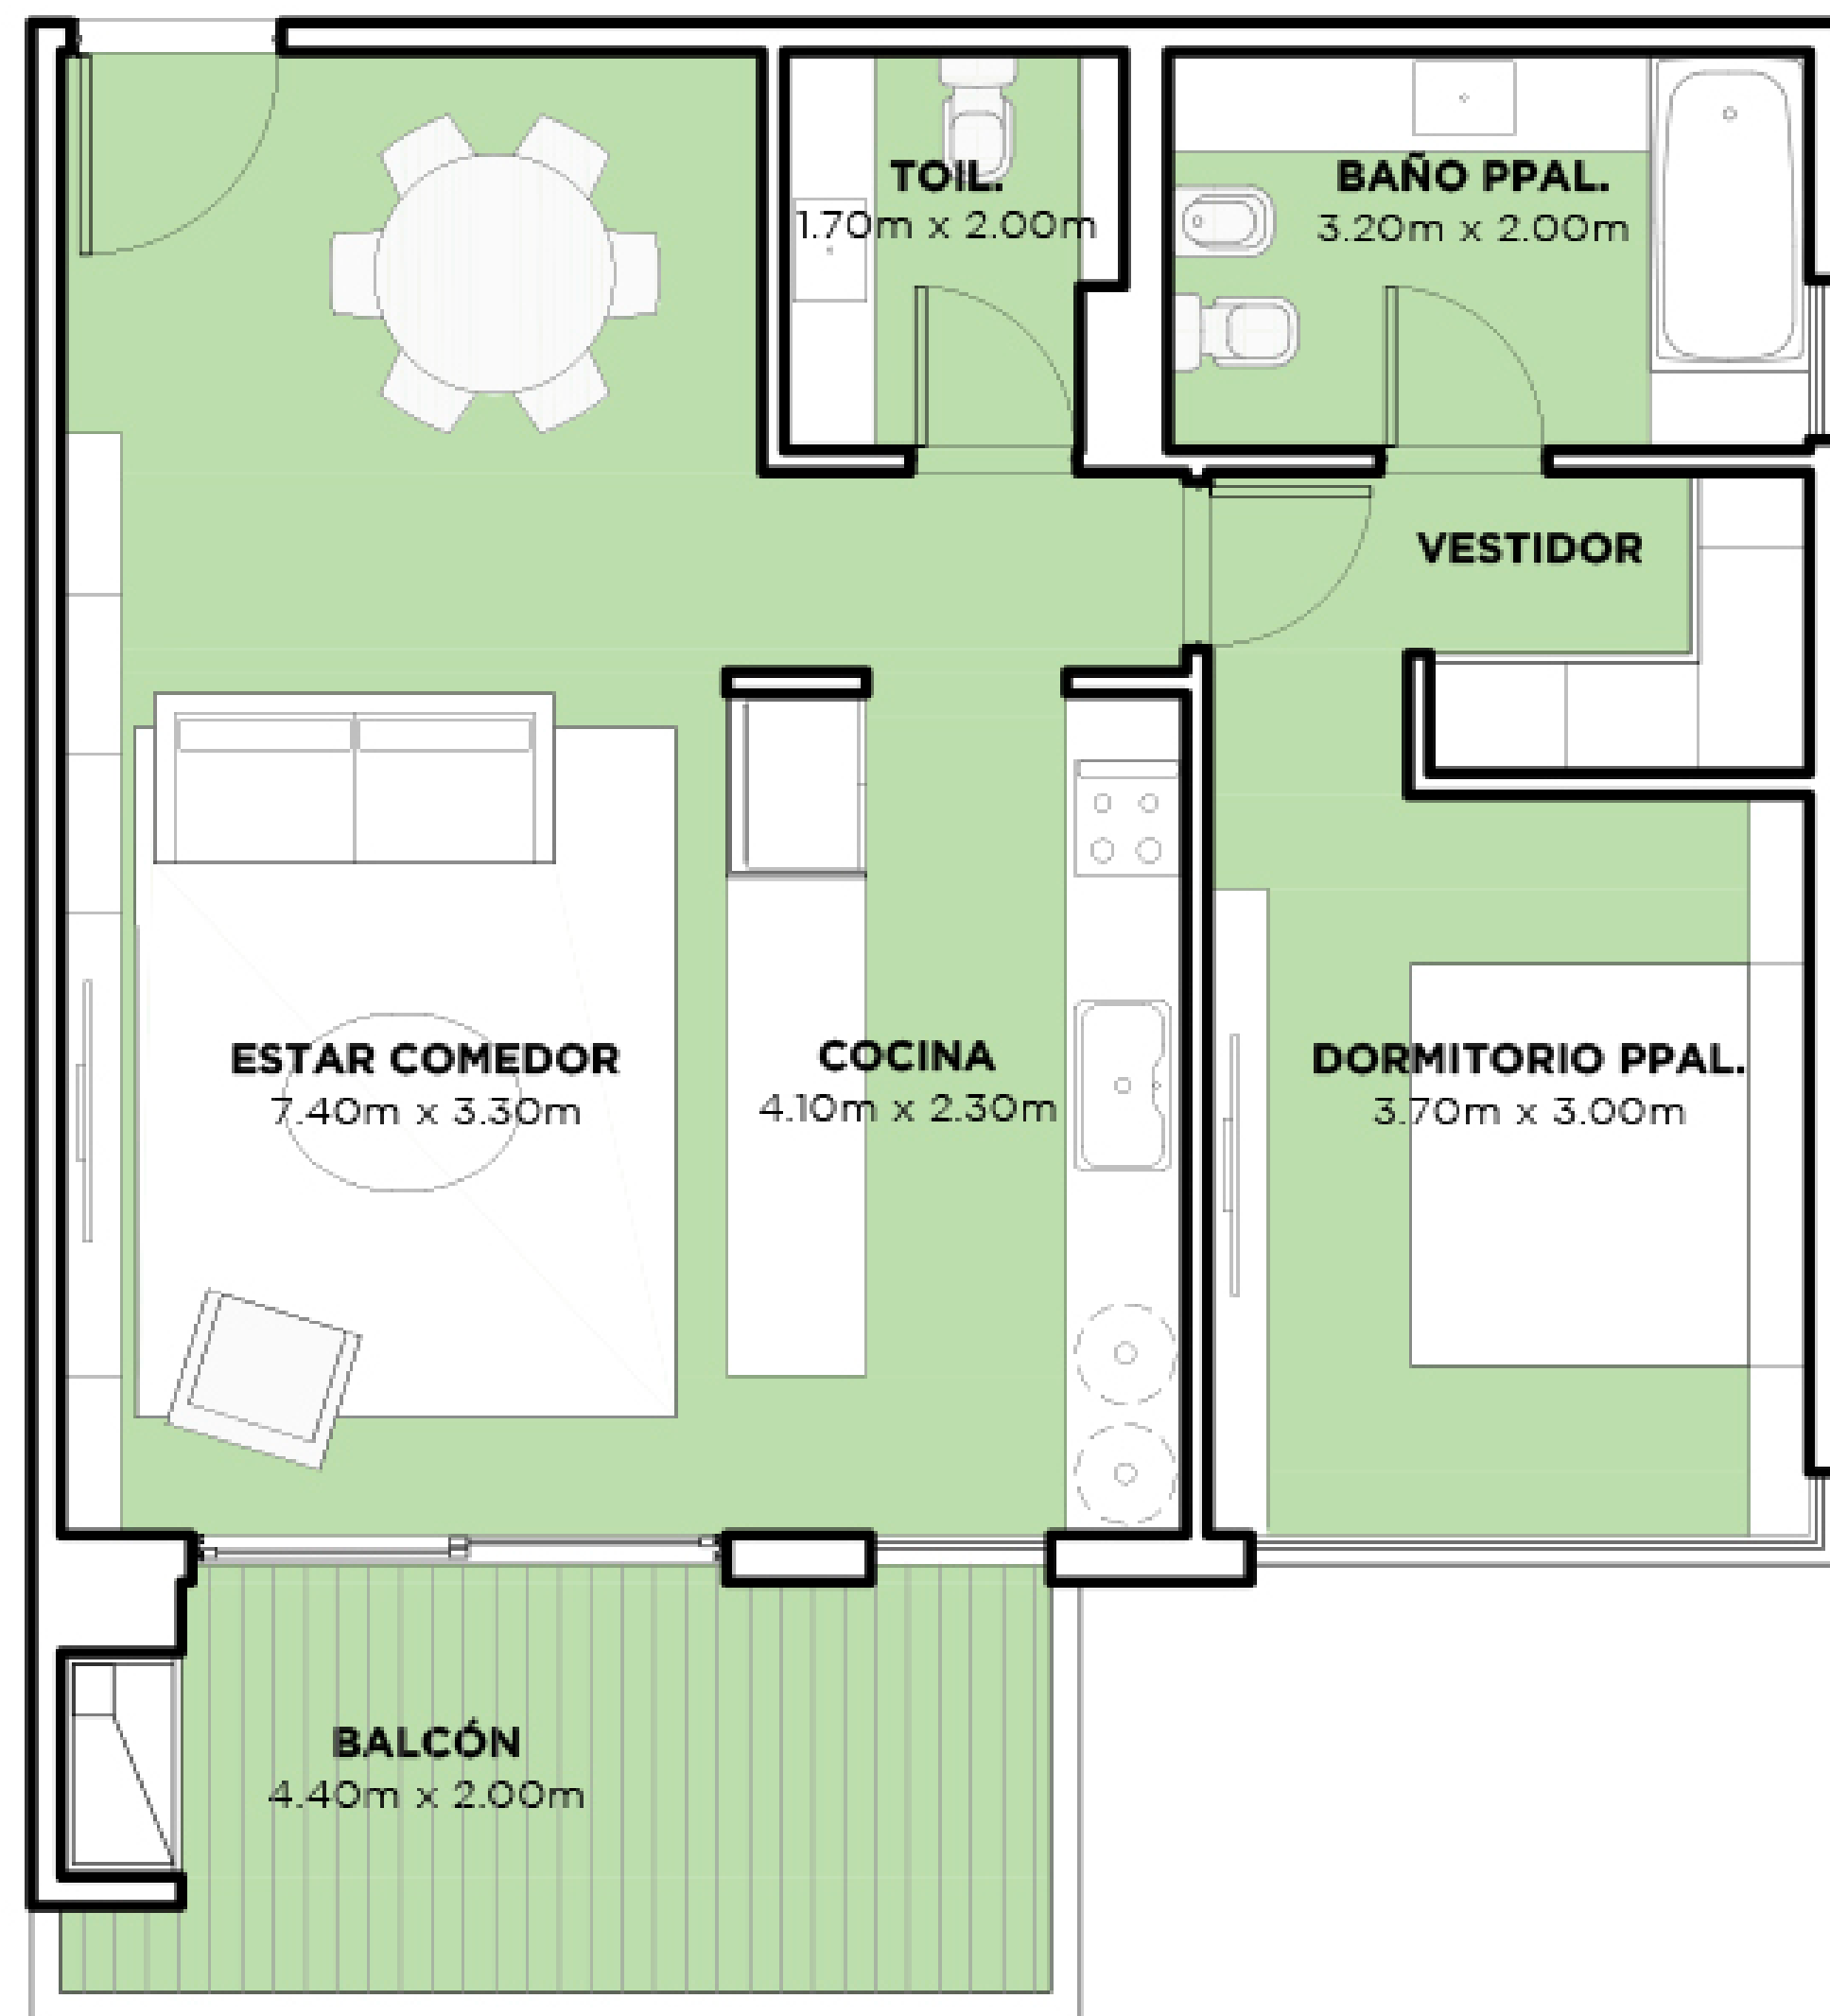 TOIL.
1.70m x 2.00m
BAÑO PPAL.
3.20m x 2.00m
VESTIDOR
ESTAR COMEDOR
7.40m x 3.30m
COCINA
4.10m x 2.30m
DORMITORIO PPAL.
3.70m x 3.00m
BALCÓN
4.40m x 2.00m